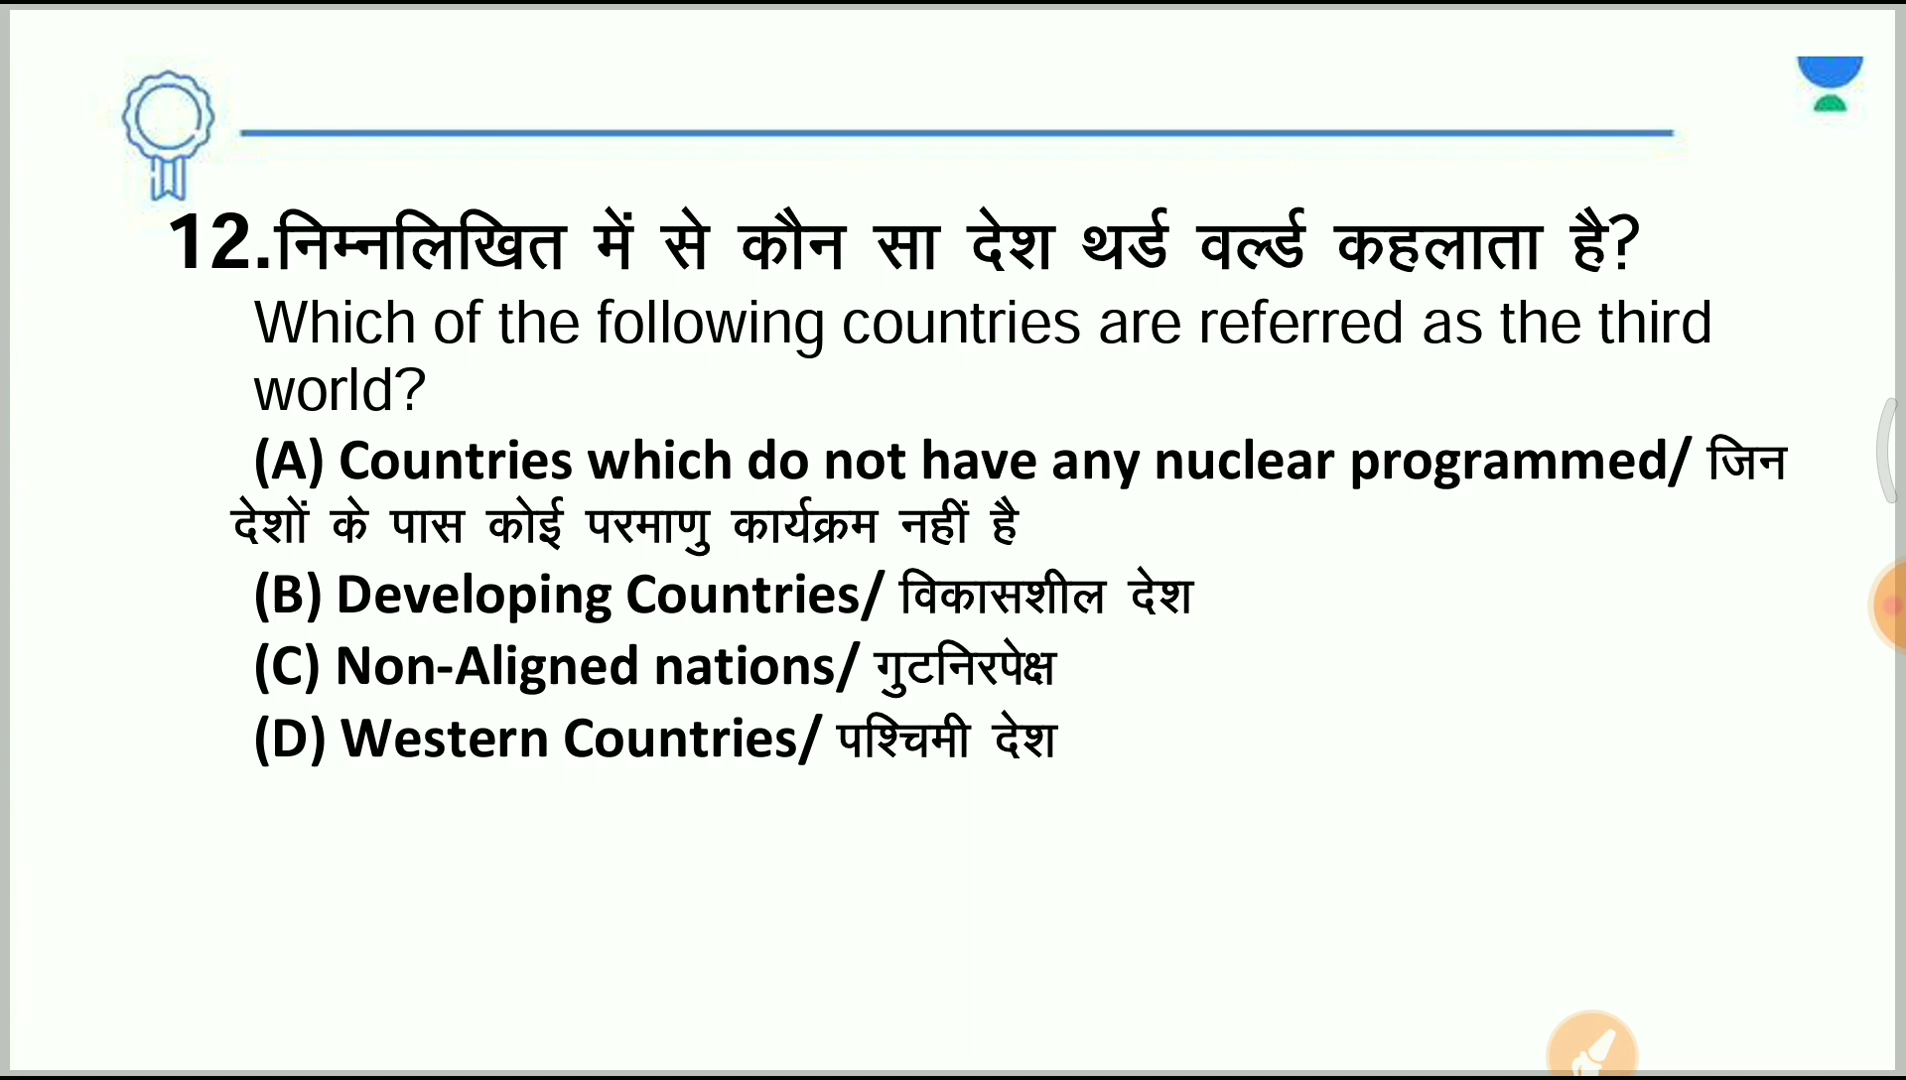 12.निम्नलिखित में से कौन सा देश थर्ड वर्ल्ड कहलाता है?
Which of the following countries are referred as the third
world?
(A) Countries which do not have any nuclear programmed/ जिन
देशों के पास कोई परमाणु कार्यक्रम नहीं है
(B) Developing Countries/ विकासशील देश
(C) Non-Aligned nations/ गुटनिरपेक्ष
(D) Western Countries/ पश्चिमी देश